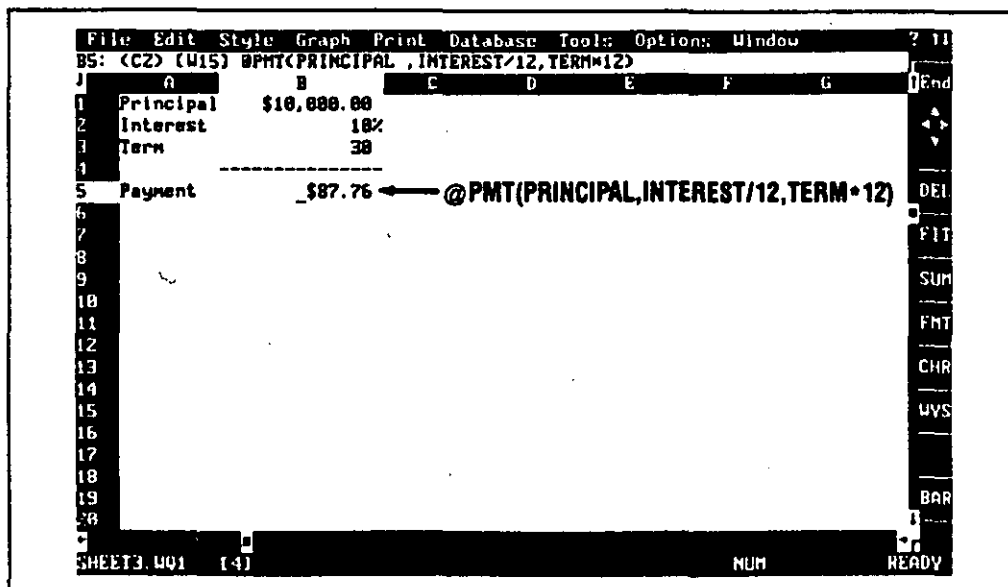 File Edit Style Graph Print Database Tools Options Window ? ↑↓
B5: (C2) [W15] @PMT(PRINCIPAL ,INTEREST/12,TERM*12)
A B C D E F G End
1 Principal $10,000.00
2 Interest 10%
3 Term 30
4 ---------------
5 Payment $87.76 @PMT(PRINCIPAL,INTEREST/12,TERM*12) DEL
6
7 FIT
8
9 SUM
10
11 FMT
12
13 CHR
14
15 WYS
16
17
18
19 BAR
20
SHEET3.WQ1 [4] NUM READY